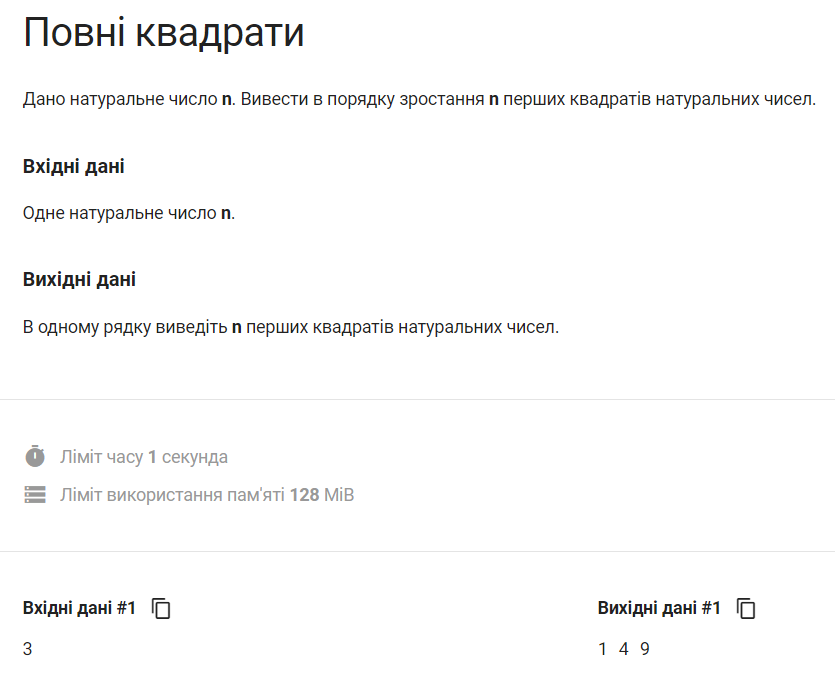 Повні квадрати
Дано натуральне число n. Вивести в порядку зростання n перших квадратів натуральних чисел.
Вхідні дані
Одне натуральне число n.
Вихідні дані
В одному рядку виведіть n перших квадратів натуральних чисел.
Ліміт часу 1 секунда
Ліміт використання пам'яті 128 MiB
Вхідні дані #1
Вихідні дані #1
3
1 4 9